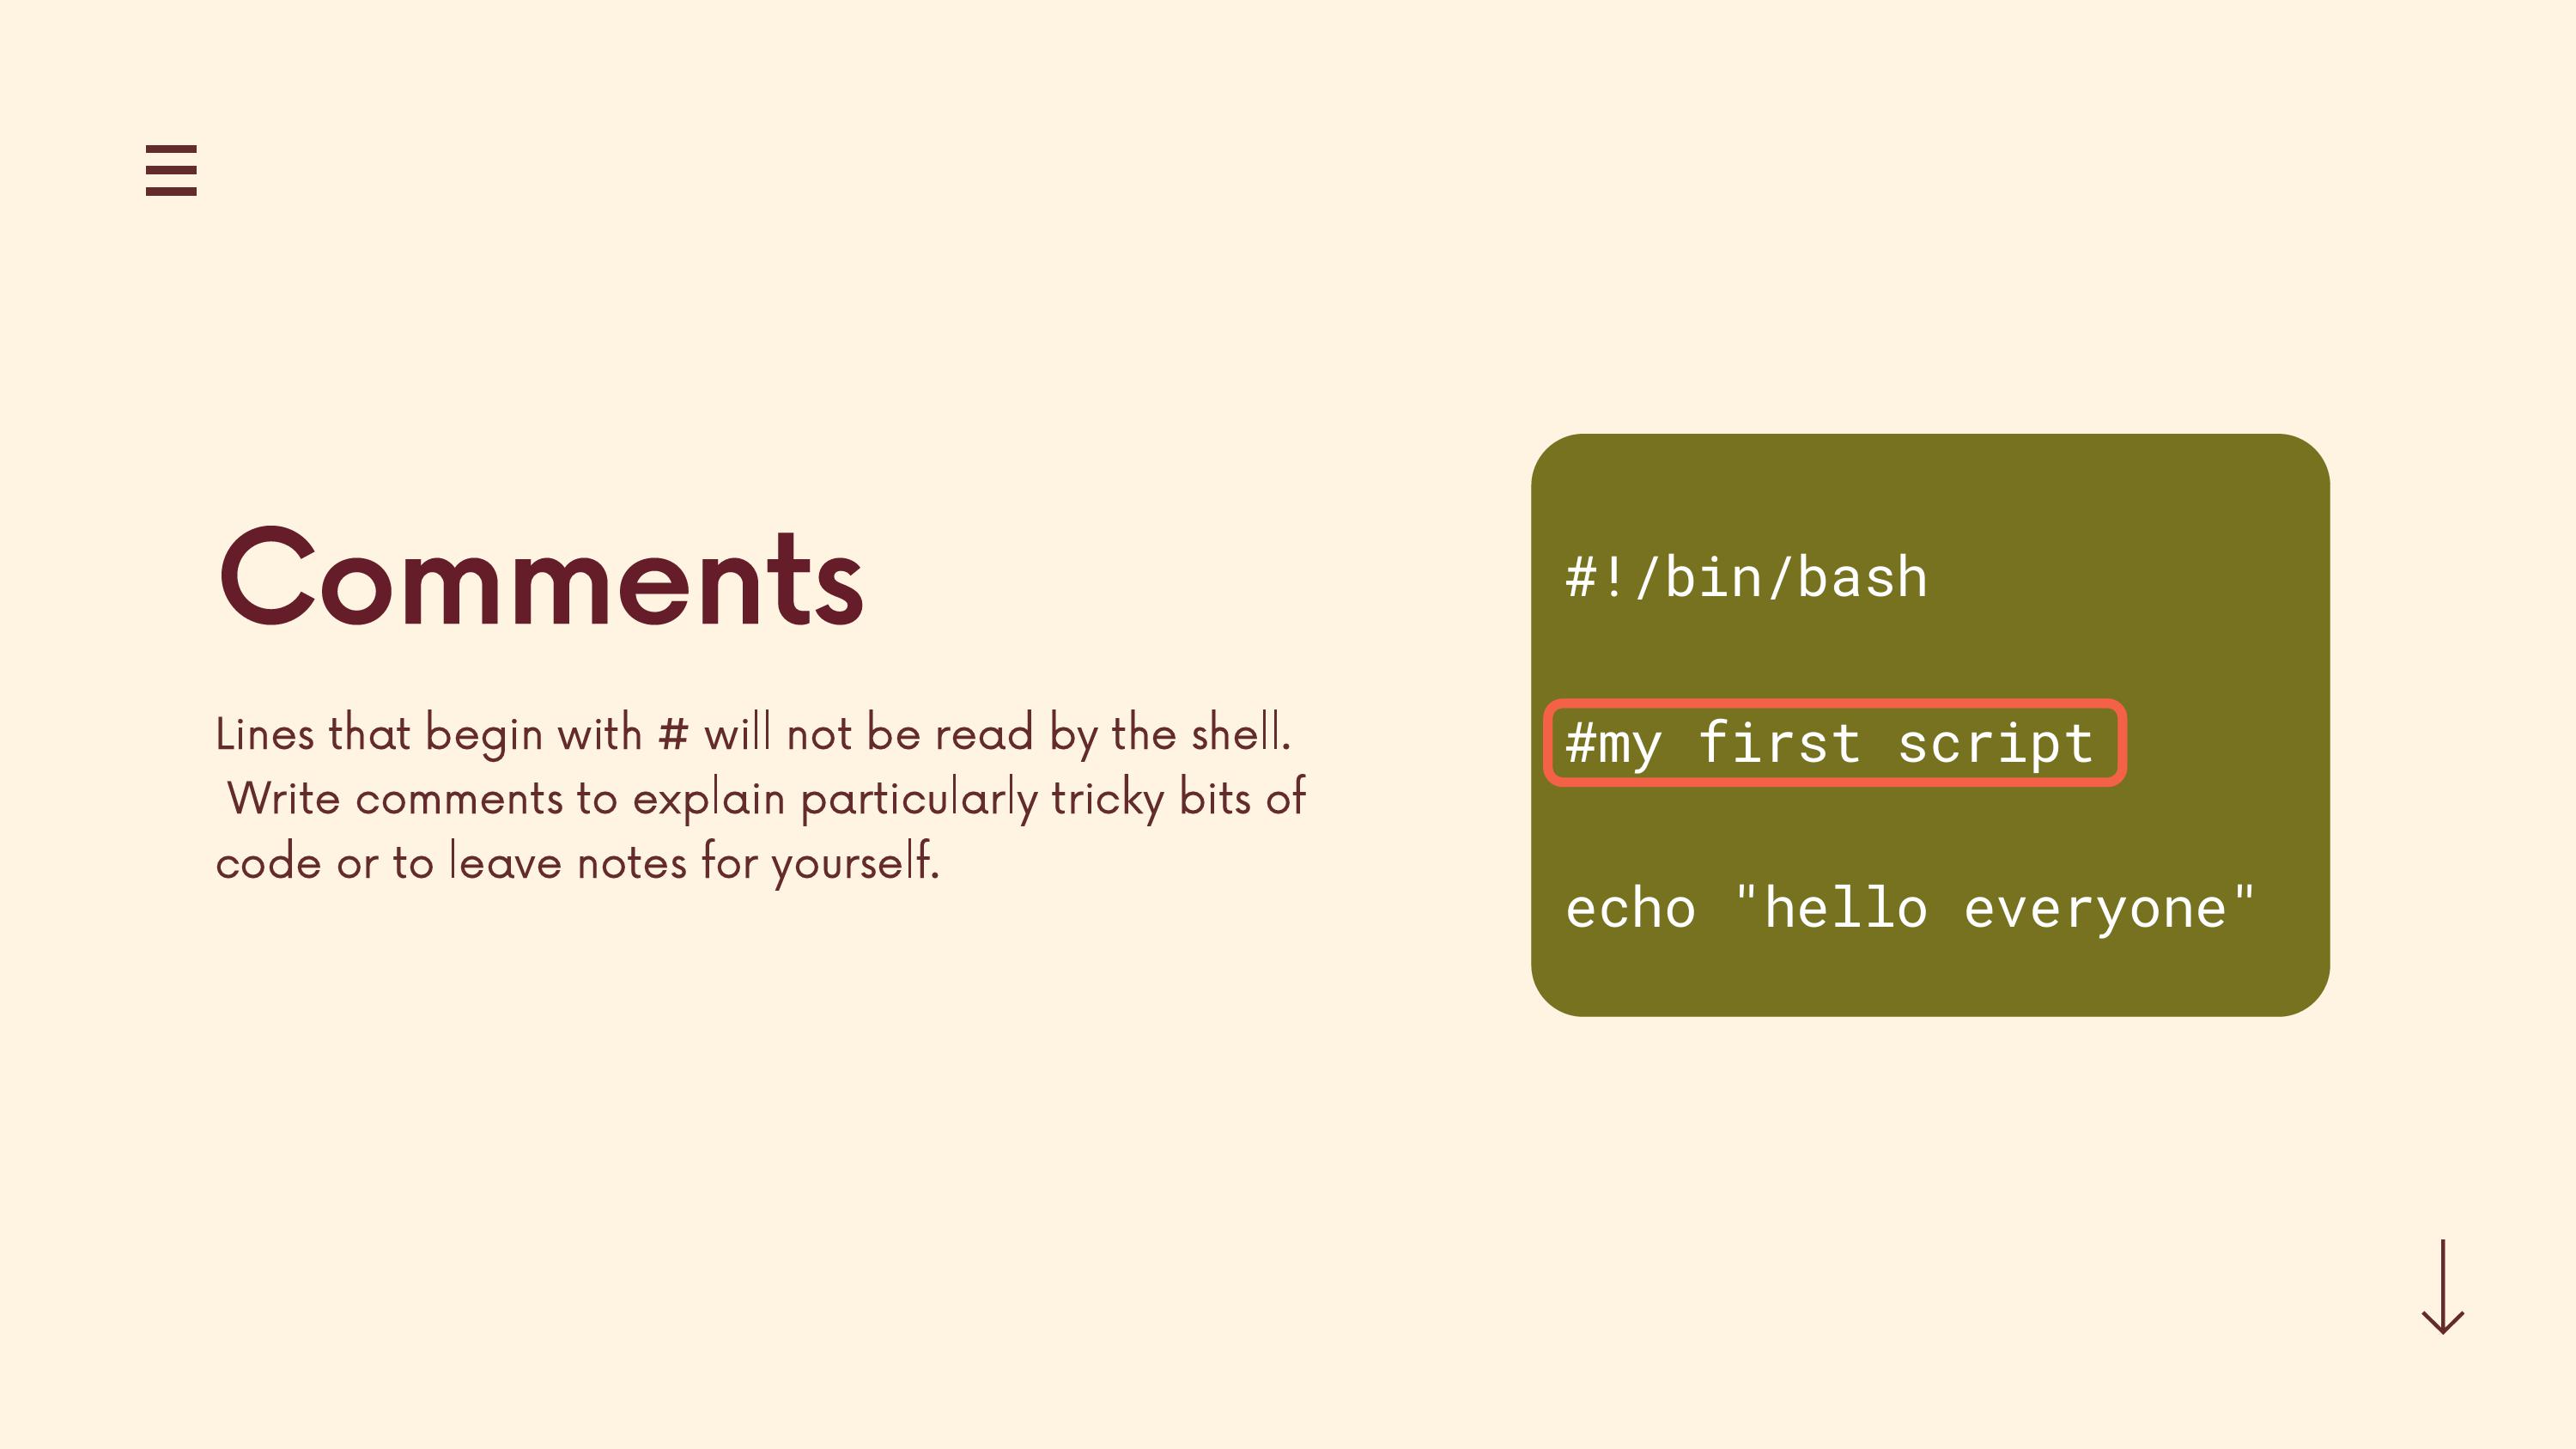 Comments
Lines that begin with # will not be read by the shell.
Write comments to explain particularly tricky bits of
code or to leave notes for yourself.
#!/bin/bash
#my first script
echo "hello everyone"